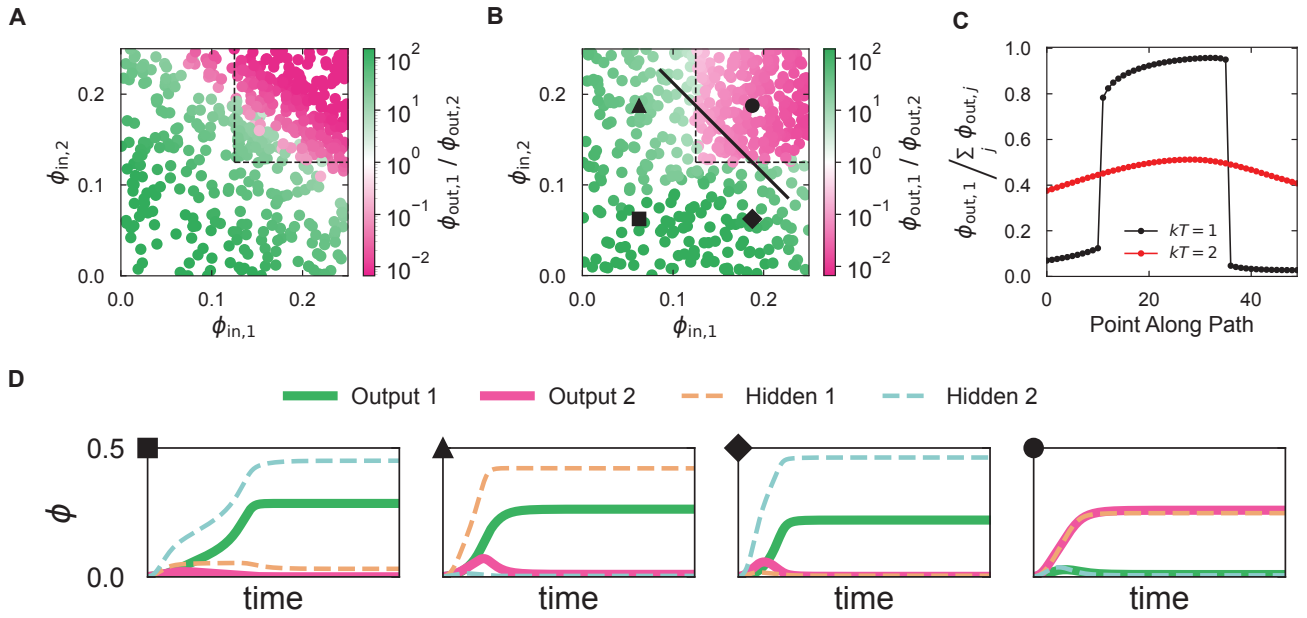 A
0.2
0.1
0.0
ϕin,2
0.0 0.1 0.2
ϕin,1
10^2
10^1
10^0
10^−1
10^−2
ϕout,1 / ϕout,2
B
0.2
0.1
0.0
ϕin,2
0.0 0.1 0.2
ϕin,1
10^2
10^1
10^0
10^−1
10^−2
ϕout,1 / ϕout,2
C
1.0
0.8
0.6
0.4
0.2
0.0
ϕout,1 / Σj ϕout,j
kT = 1
kT = 2
0 20 40
Point Along Path
D
Output 1 Output 2 Hidden 1 Hidden 2
0.5
ϕ
0.0
time time time time